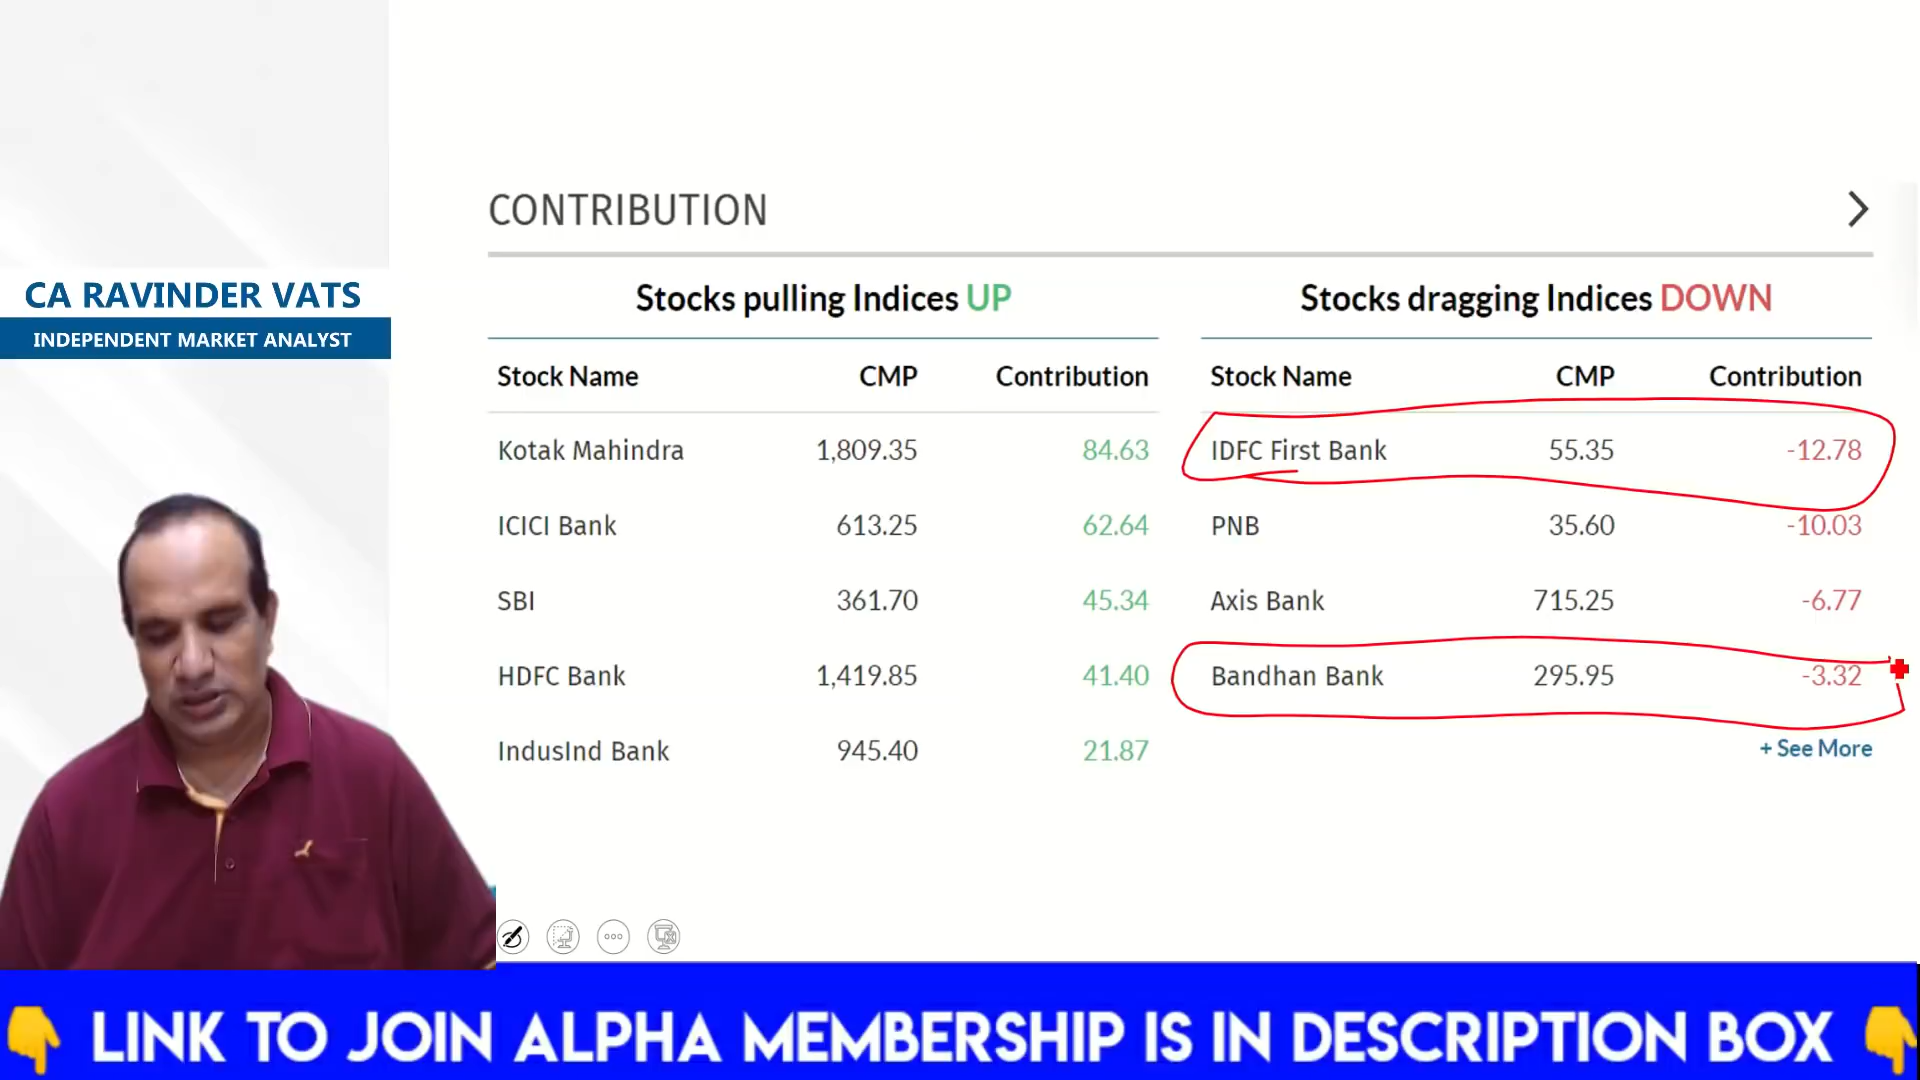 CA RAVINDER VATS
INDEPENDENT MARKET ANALYST
CONTRIBUTION
Stocks pulling Indices UP
Stock Name CMP Contribution
Kotak Mahindra 1,809.35 84.63
ICICI Bank 613.25 62.64
SBI 361.70 45.34
HDFC Bank 1,419.85 41.40
IndusInd Bank 945.40 21.87
Stocks dragging Indices DOWN
Stock Name CMP Contribution
IDFC First Bank 55.35 -12.78
PNB 35.60 -10.03
Axis Bank 715.25 -6.77
Bandhan Bank 295.95 -3.32
+ See More
👇 LINK TO JOIN ALPHA MEMBERSHIP IS IN DESCRIPTION BOX 👇